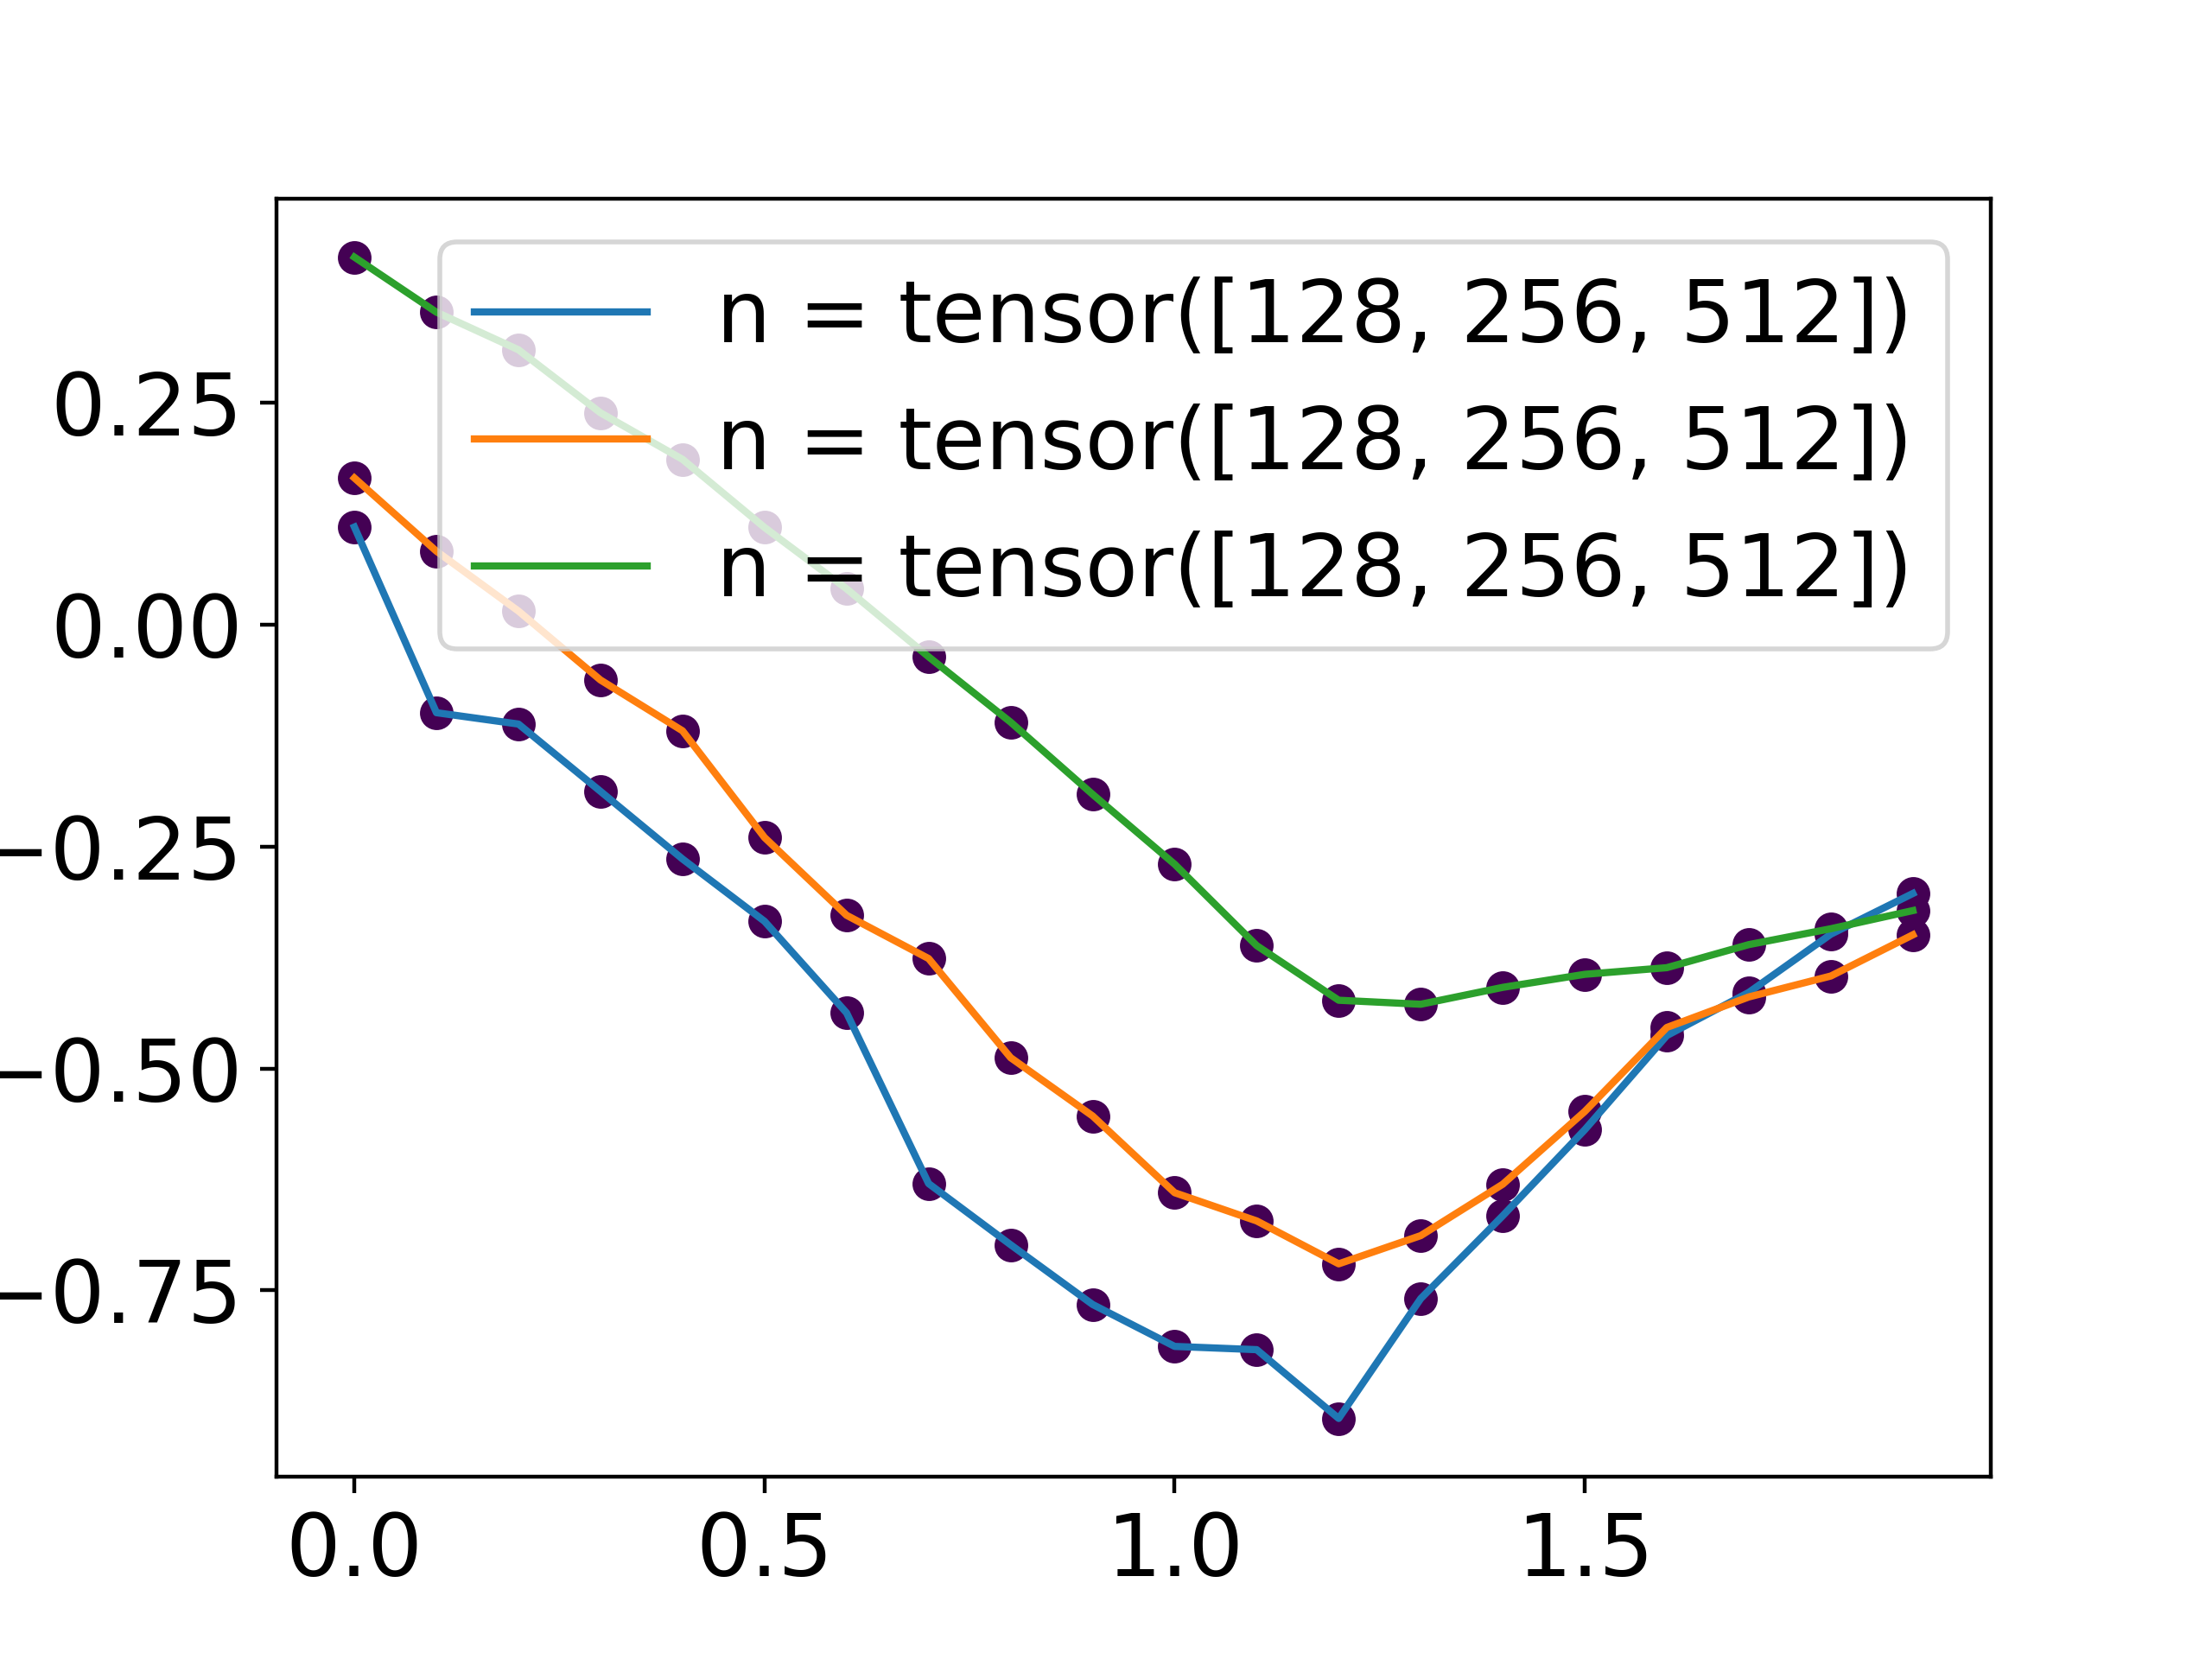 n = tensor([128, 256, 512])
n = tensor([128, 256, 512])
n = tensor([128, 256, 512])
0.25
0.00
−0.25
−0.50
−0.75
0.0 0.5 1.0 1.5